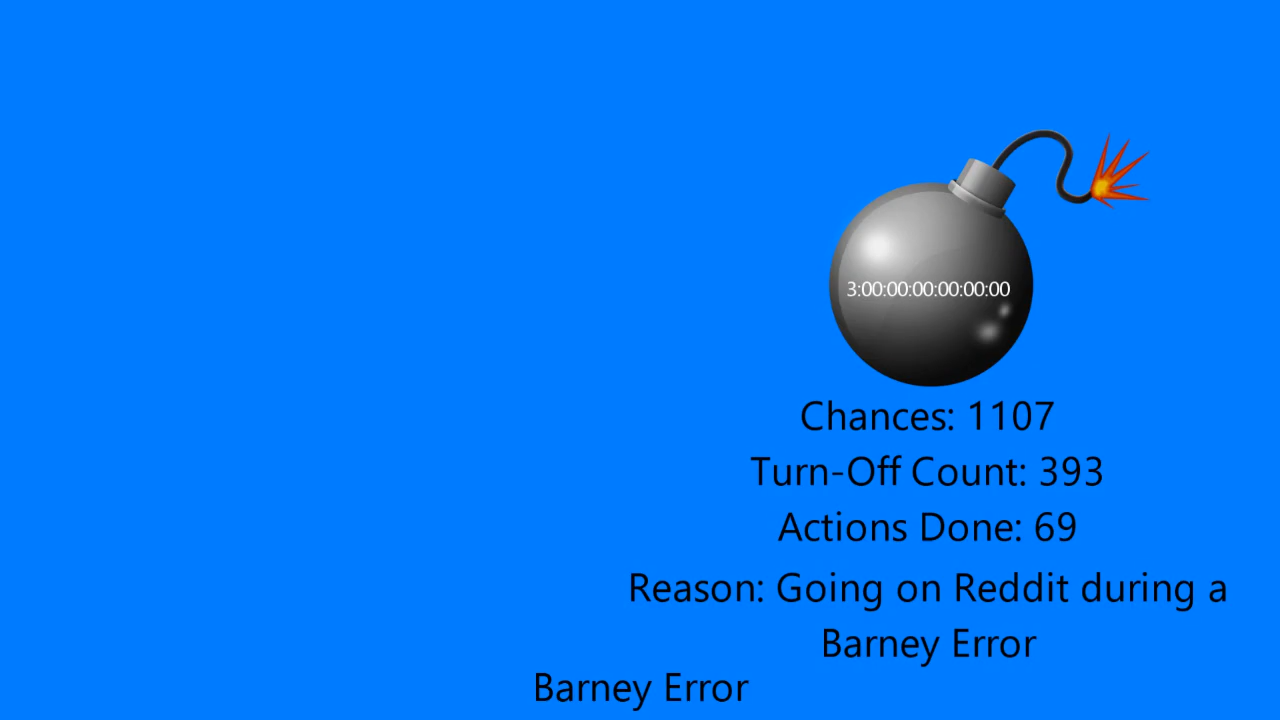 3:00:00:00:00:00:00
Chances: 1107
Turn-Off Count: 393
Actions Done: 69
Reason: Going on Reddit during a
Barney Error
Barney Error